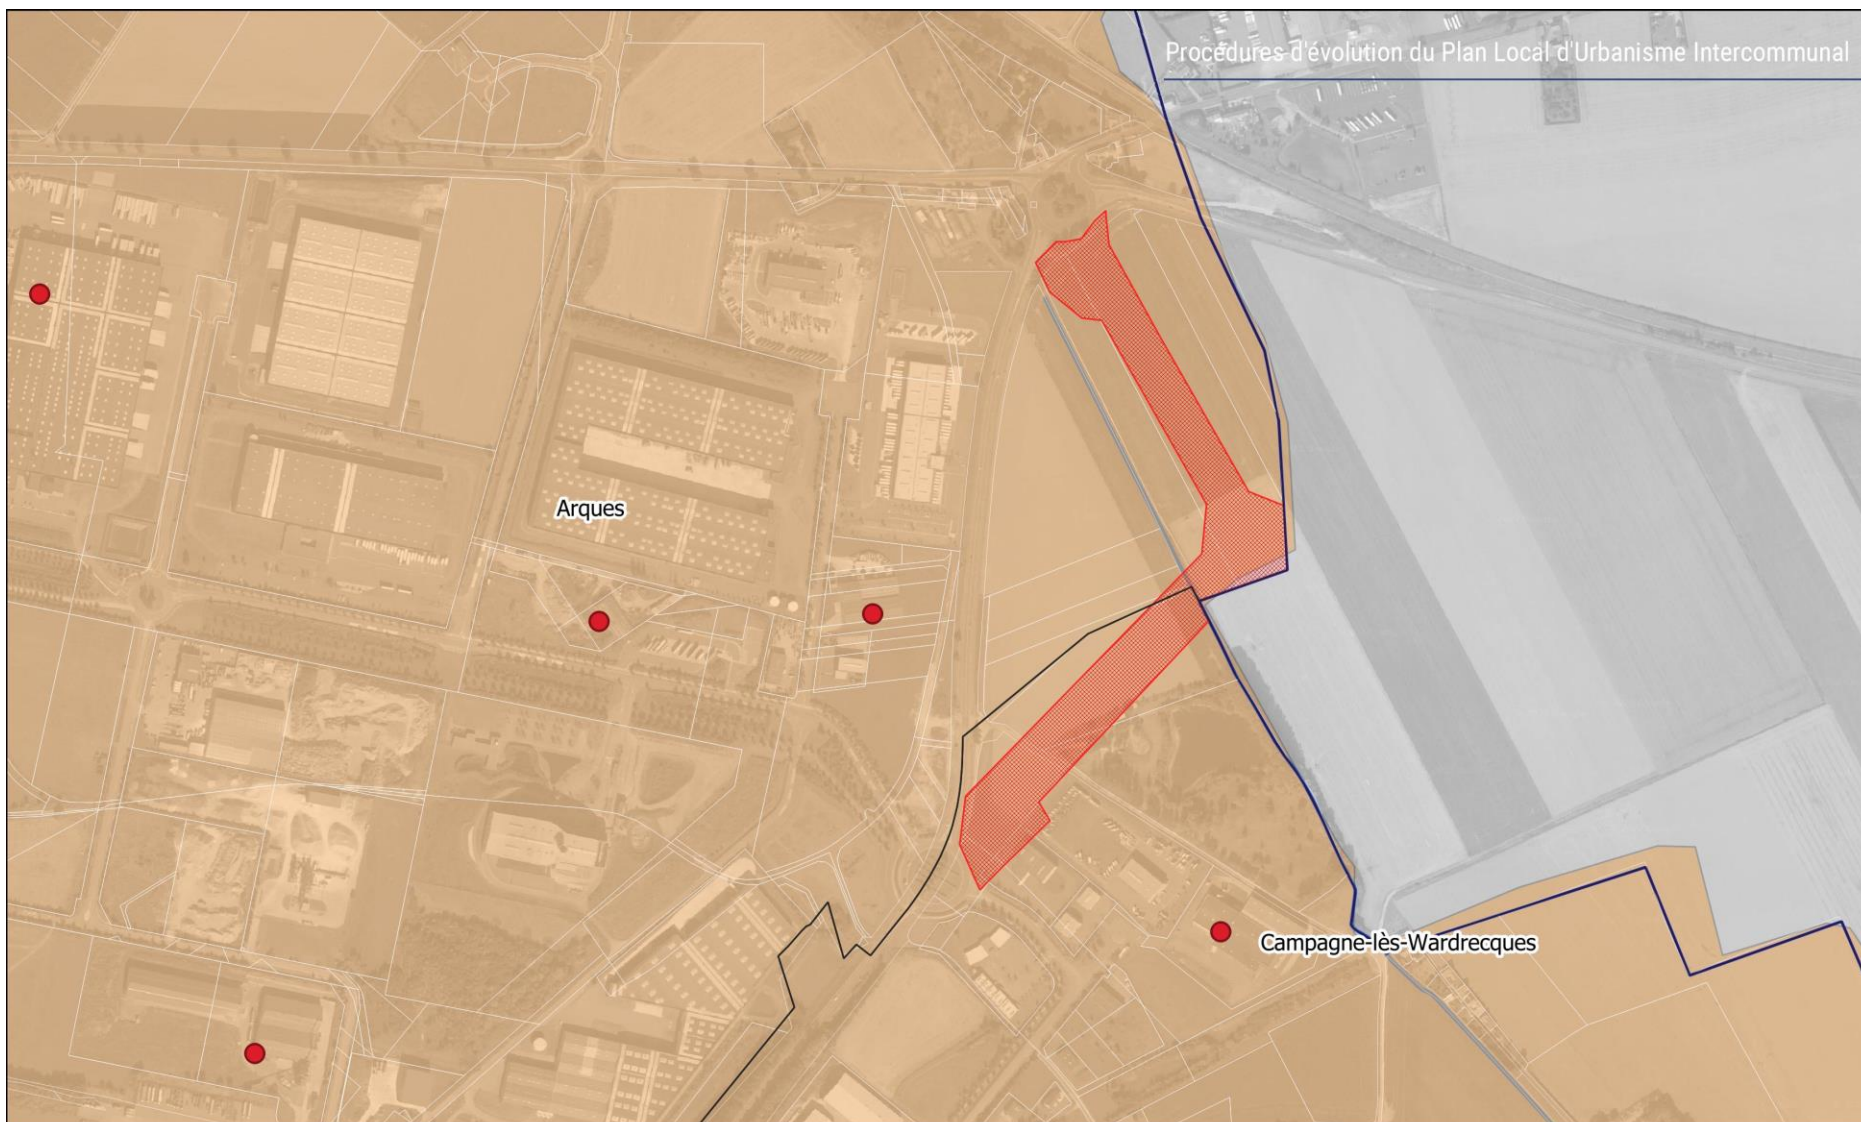 Procédures d'évolution du Plan Local d'Urbanisme Intercommunal
Arques
Campagne-lès-Wardrecques